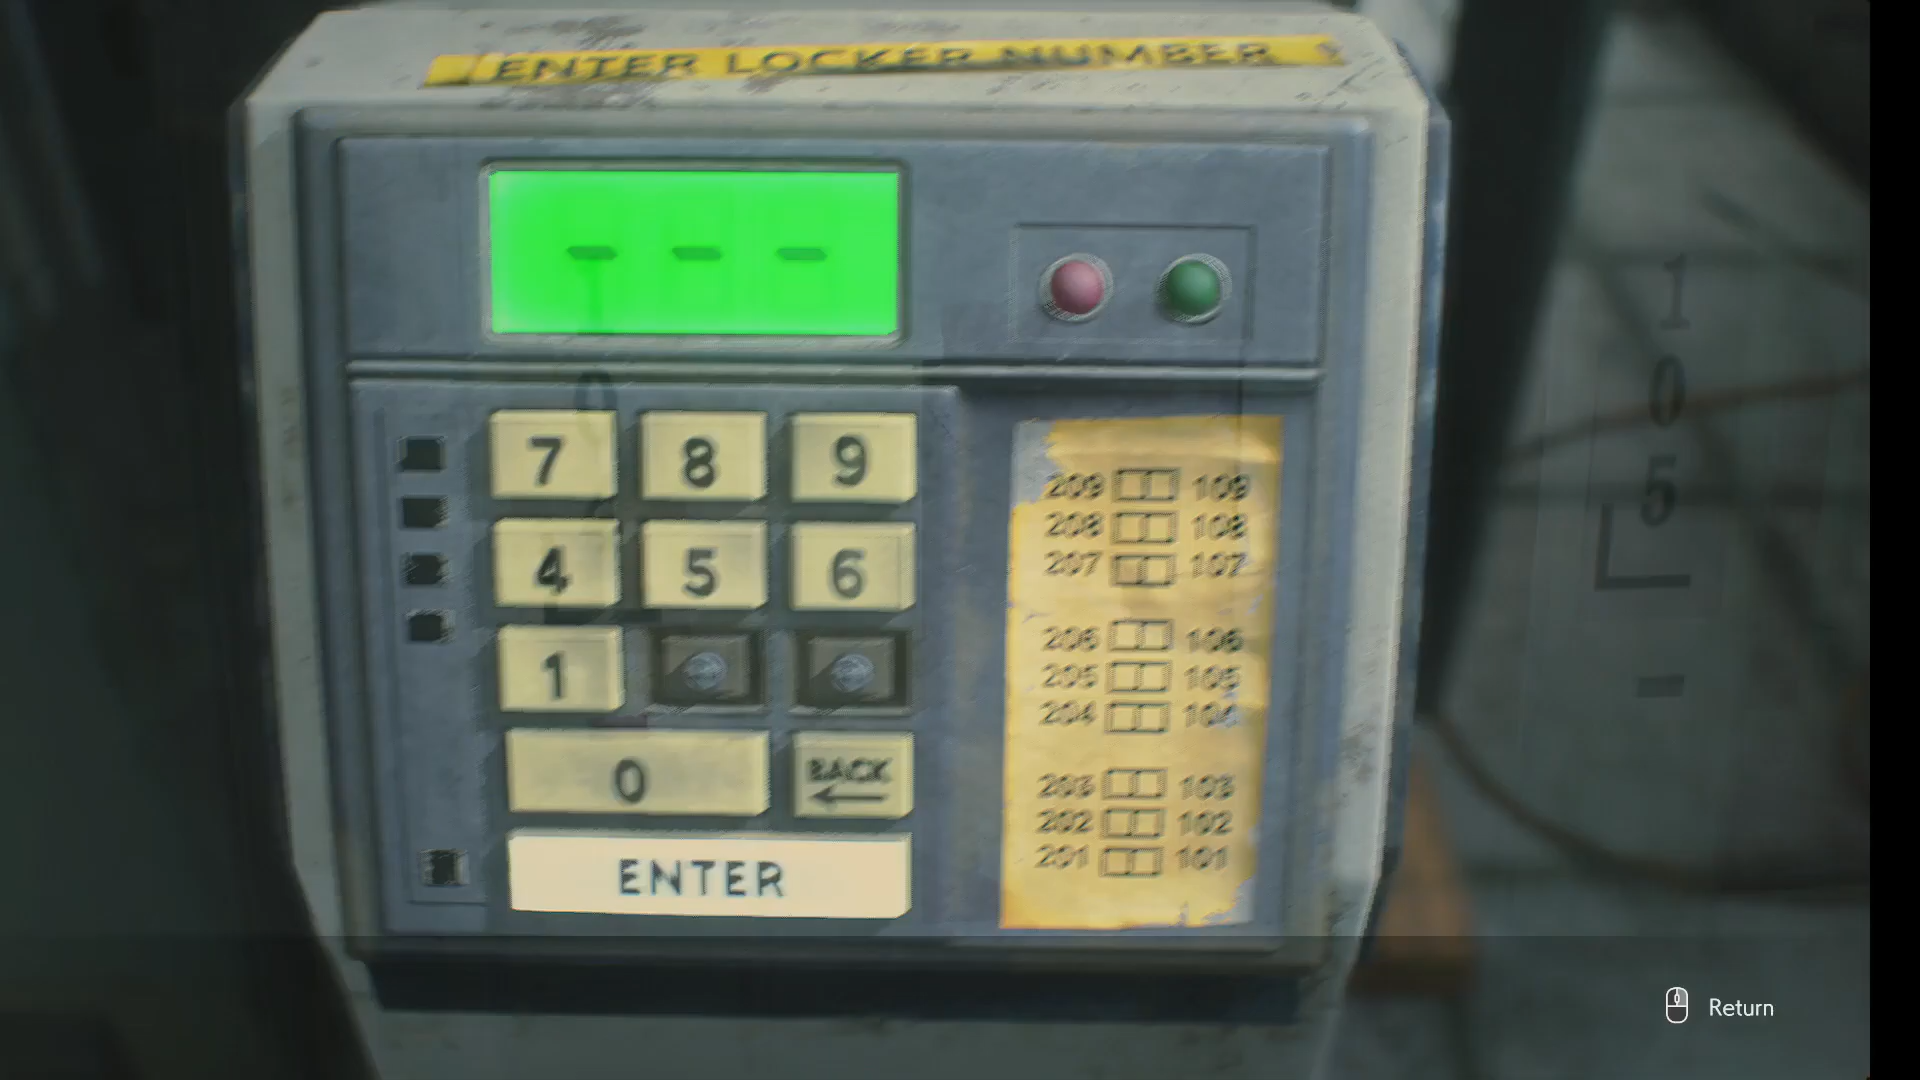 ENTER LOCKER NUMBER
- - -
7 8 9
4 5 6
1
0 BACK
ENTER
209 109
208 108
207 107
206 106
205 105
204 104
203 103
202 102
201 101
1
0
5
Return